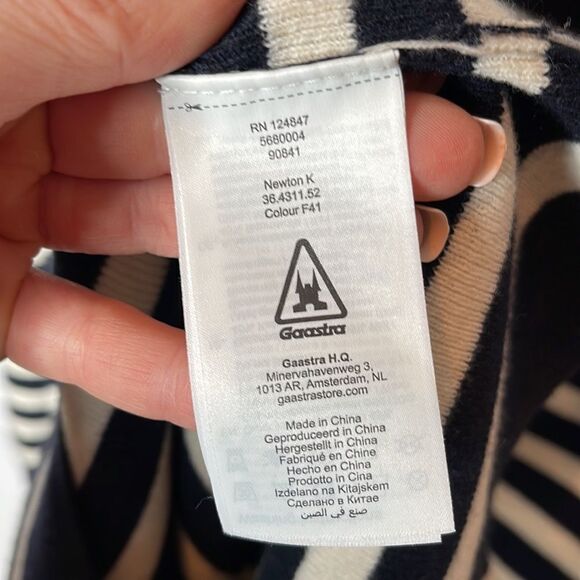 RN 124847
5680004
90841
Newton K
36.4311.52
Colour F41
Gaastra
Gaastra H.Q.
Minervahavenweg 3,
1013 AR, Amsterdam, NL
gaastrastore.com
Made in China
Geproduceerd in China
Hergestellt in China
Fabriqué en Chine
Hecho en China
Prodotto in Cina
Izdelano na Kitajskem
Сделано в Китае
صنع في الصين